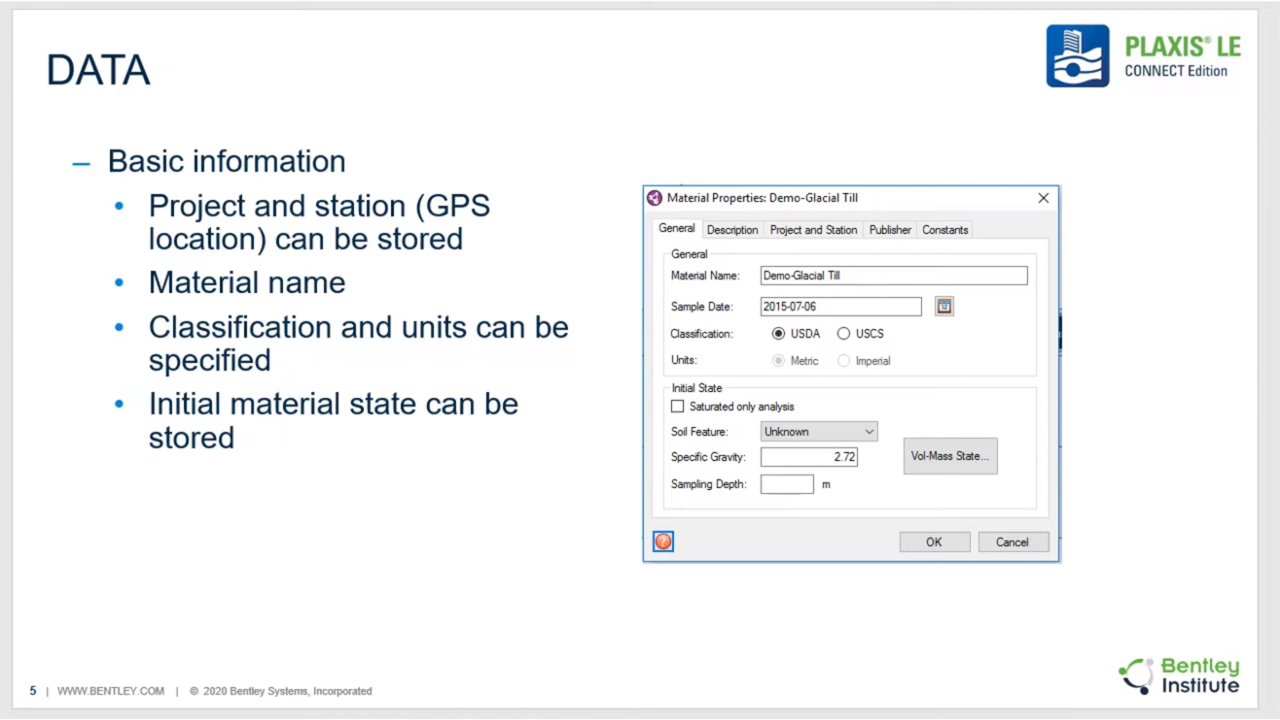 DATA
PLAXIS® LE
CONNECT Edition
– Basic information
• Project and station (GPS
location) can be stored
• Material name
• Classification and units can be
specified
• Initial material state can be
stored
Material Properties: Demo-Glacial Till
General Description Project and Station Publisher Constants
General
Material Name: Demo-Glacial Till
Sample Date: 2015-07-06
Classification: USDA USCS
Units: Metric Imperial
Initial State
Saturated only analysis
Soil Feature: Unknown
Specific Gravity: 2.72
Vol-Mass State...
Sampling Depth: m
OK Cancel
5 | WWW.BENTLEY.COM | © 2020 Bentley Systems, Incorporated
Bentley
Institute